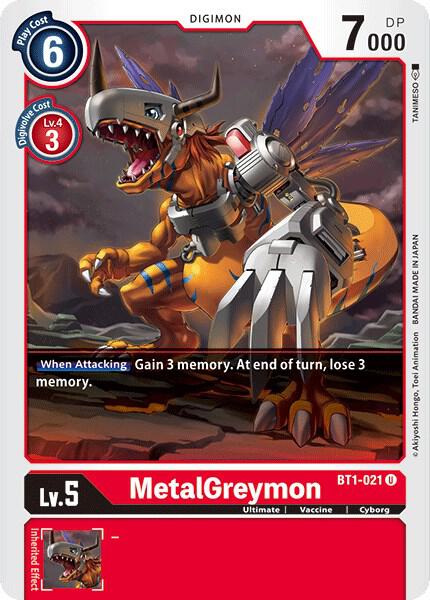 DIGIMON
Play Cost
6
7000
DP
Digivolve Cost
Lv.4
3
TANIMESO
When Attacking Gain 3 memory. At end of turn, lose 3
memory.
©Akiyoshi Hongo, Toei Animation BANDAI MADE IN JAPAN
Lv.5
MetalGreymon
BT1-021 U
Ultimate | Vaccine | Cyborg
Inherited Effect
–